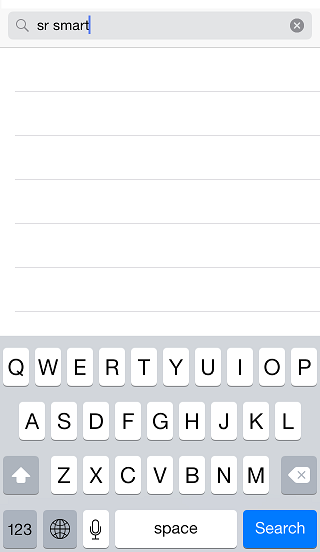 sr smart
Q W E R T Y U I O P
A S D F G H J K L
Z X C V B N M
123 space Search